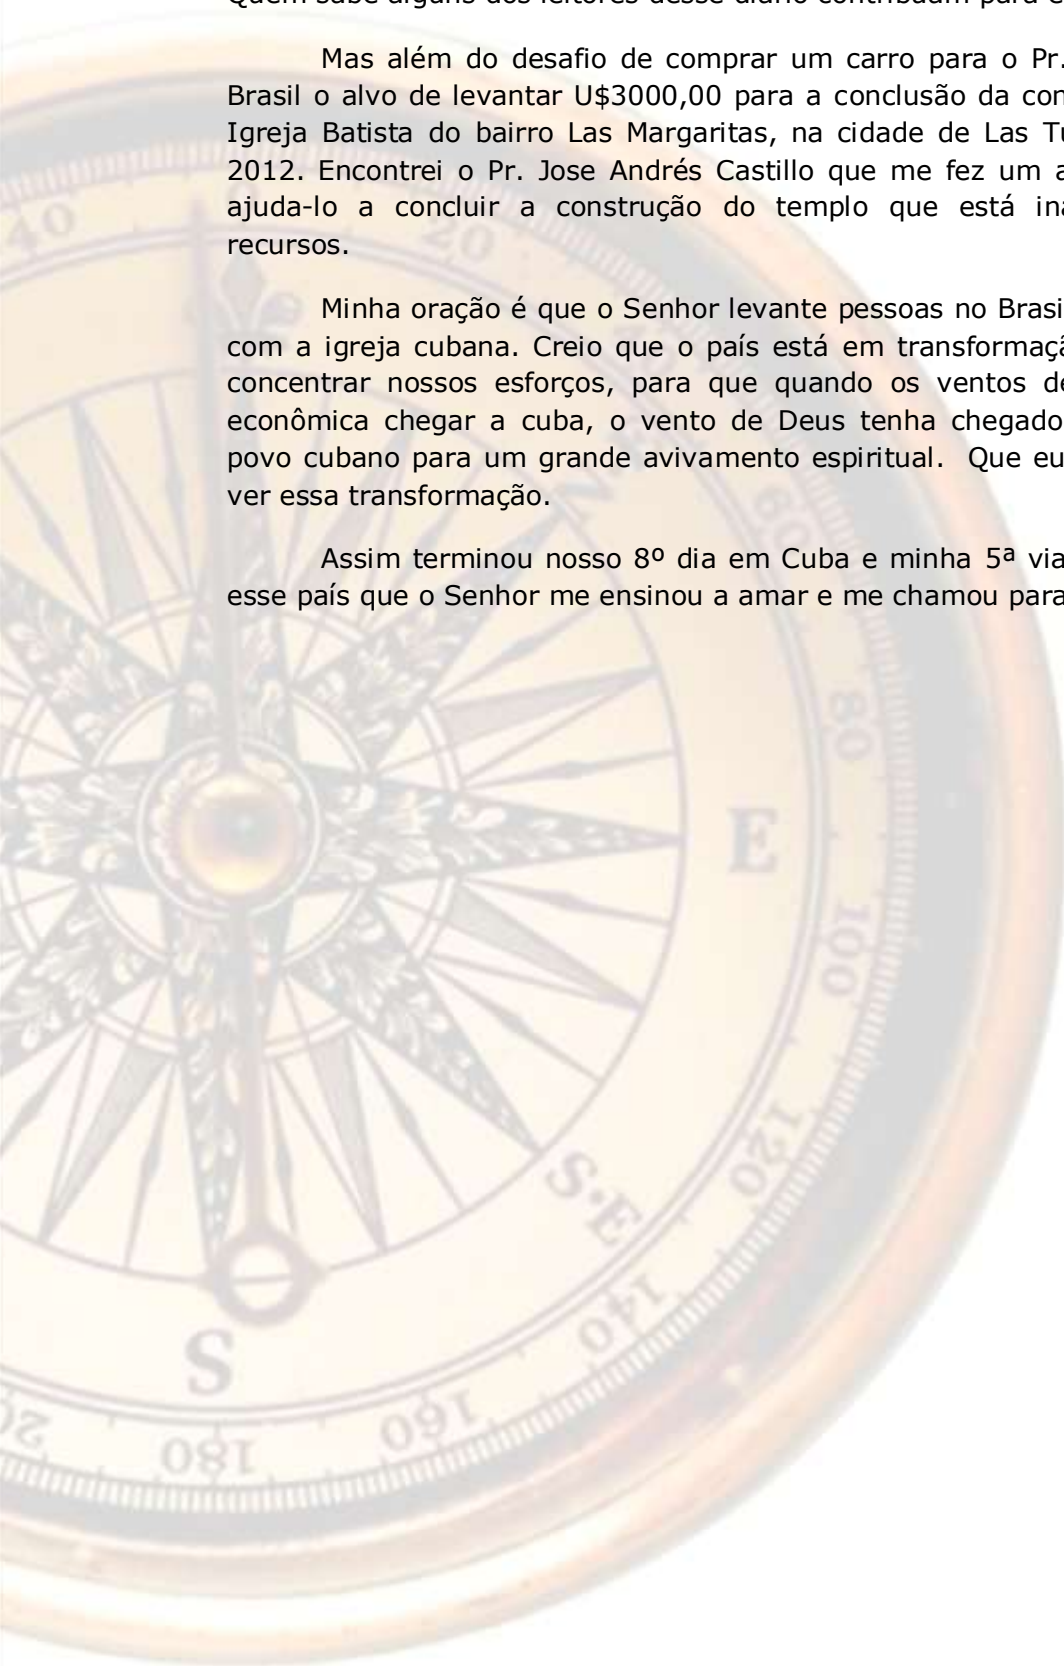 Mas além do desafio de comprar um carro para o Pr.
Brasil o alvo de levantar U$3000,00 para a conclusão da
Igreja Batista do bairro Las Margaritas, na cidade de Las
2012. Encontrei o Pr. Jose Andrés Castillo que me fez um
ajuda-lo a concluir a construção do templo que está
recursos.
Minha oração é que o Senhor levante pessoas no
com a igreja cubana. Creio que o país está em
concentrar nossos esforços, para que quando os ventos
econômica chegar a cuba, o vento de Deus tenha chegado
povo cubano para um grande avivamento espiritual. Que eu
ver essa transformação.
Assim terminou nosso 8º dia em Cuba e minha 5ª
esse país que o Senhor me ensinou a amar e me chamou para
40
20
60
80
E
100
120
S·E
140
S
160
180